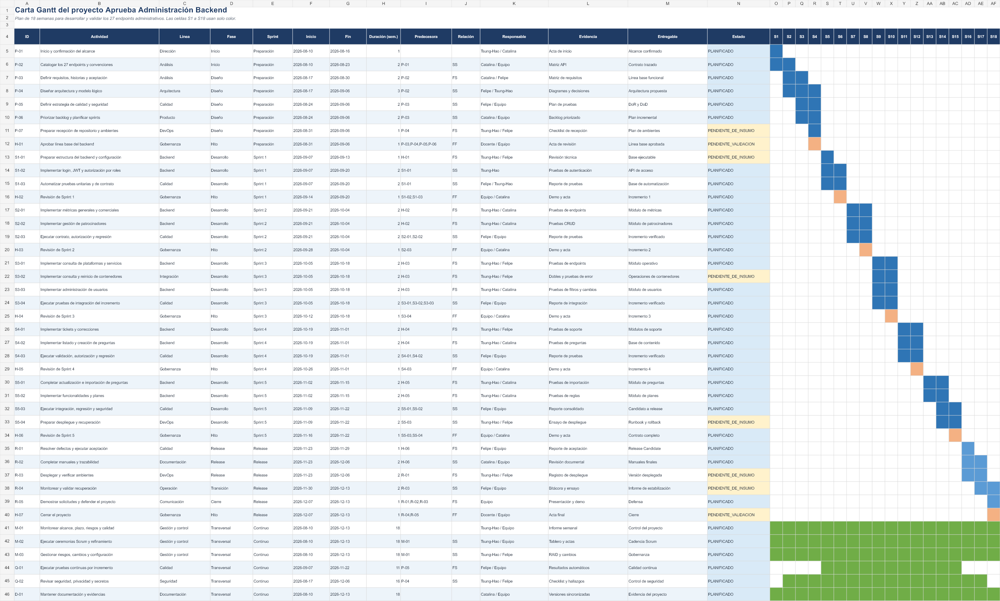 A B C D E F G H I J K L M N O P Q R S T U V W X Y Z AA AB AC AD AE AF
1 Carta Gantt del proyecto Aprueba Administración Backend
2 Plan de 18 semanas para desarrollar y validar los 27 endpoints administrativos. Las celdas S1 a S18 usan solo color.
3
4 ID Actividad Línea Fase Sprint Inicio Fin Duración (sem.) Predecesora Relación Responsable Evidencia Entregable Estado S1 S2 S3 S4 S5 S6 S7 S8 S9 S10 S11 S12 S13 S14 S15 S16 S17 S18
5 P-01 Inicio y confirmación del alcance Dirección Inicio Preparación 2026-08-10 2026-08-16 1 Tsung-Hao / Catalina Acta de inicio Alcance confirmado PLANIFICADO
6 P-02 Catalogar los 27 endpoints y convenciones Análisis Inicio Preparación 2026-08-10 2026-08-23 2 P-01 SS Catalina / Equipo Matriz API Contrato trazado PLANIFICADO
7 P-03 Definir requisitos, historias y aceptación Análisis Diseño Preparación 2026-08-17 2026-08-30 2 P-02 FS Catalina / Felipe Matriz de requisitos Línea base funcional PLANIFICADO
8 P-04 Diseñar arquitectura y modelo lógico Arquitectura Diseño Preparación 2026-08-17 2026-09-06 3 P-02 SS Felipe / Tsung-Hao Diagramas y decisiones Arquitectura propuesta PLANIFICADO
9 P-05 Definir estrategia de calidad y seguridad Calidad Diseño Preparación 2026-08-24 2026-09-06 2 P-03 SS Felipe / Equipo Plan de pruebas DoR y DoD PLANIFICADO
10 P-06 Priorizar backlog y planificar sprints Producto Diseño Preparación 2026-08-24 2026-09-06 2 P-03 SS Catalina / Equipo Backlog priorizado Plan incremental PLANIFICADO
11 P-07 Preparar recepción de repositorio y ambientes DevOps Diseño Preparación 2026-08-31 2026-09-06 1 P-04 FS Tsung-Hao / Felipe Checklist de recepción Plan de ambientes PENDIENTE_DE_INSUMO
12 H-01 Aprobar línea base del backend Gobernanza Hito Preparación 2026-08-31 2026-09-06 1 P-03,P-04,P-05,P-06 FF Docente / Equipo Acta de revisión Línea base aprobada PENDIENTE_VALIDACION
13 S1-01 Preparar estructura del backend y configuración Backend Desarrollo Sprint 1 2026-09-07 2026-09-13 1 H-01 FS Tsung-Hao / Felipe Revisión técnica Base ejecutable PENDIENTE_DE_INSUMO
14 S1-02 Implementar login, JWT y autorización por roles Backend Desarrollo Sprint 1 2026-09-07 2026-09-20 2 S1-01 SS Tsung-Hao Pruebas de autenticación API de acceso PLANIFICADO
15 S1-03 Automatizar pruebas unitarias y de contrato Calidad Desarrollo Sprint 1 2026-09-07 2026-09-20 2 S1-01 SS Felipe / Tsung-Hao Reporte de pruebas Base de automatización PLANIFICADO
16 H-02 Revisión de Sprint 1 Gobernanza Hito Sprint 1 2026-09-14 2026-09-20 1 S1-02,S1-03 FF Equipo / Catalina Demo y acta Incremento 1 PLANIFICADO
17 S2-01 Implementar métricas generales y comerciales Backend Desarrollo Sprint 2 2026-09-21 2026-10-04 2 H-02 FS Tsung-Hao / Catalina Pruebas de endpoints Módulo de métricas PLANIFICADO
18 S2-02 Implementar gestión de patrocinadores Backend Desarrollo Sprint 2 2026-09-21 2026-10-04 2 H-02 FS Tsung-Hao / Catalina Pruebas CRUD Módulo de patrocinadores PLANIFICADO
19 S2-03 Ejecutar contrato, autorización y regresión Calidad Desarrollo Sprint 2 2026-09-21 2026-10-04 2 S2-01,S2-02 SS Felipe / Equipo Reporte de pruebas Incremento verificado PLANIFICADO
20 H-03 Revisión de Sprint 2 Gobernanza Hito Sprint 2 2026-09-28 2026-10-04 1 S2-03 FF Equipo / Catalina Demo y acta Incremento 2 PLANIFICADO
21 S3-01 Implementar consulta de plataformas y servicios Backend Desarrollo Sprint 3 2026-10-05 2026-10-18 2 H-03 FS Tsung-Hao / Felipe Pruebas de endpoints Módulo operativo PLANIFICADO
22 S3-02 Implementar consulta y reinicio de contenedores Integración Desarrollo Sprint 3 2026-10-05 2026-10-18 2 H-03 FS Tsung-Hao / Felipe Dobles y pruebas de error Operaciones de contenedores PENDIENTE_DE_INSUMO
23 S3-03 Implementar administración de usuarios Backend Desarrollo Sprint 3 2026-10-05 2026-10-18 2 H-03 FS Tsung-Hao / Catalina Pruebas de filtros y cambios Módulo de usuarios PLANIFICADO
24 S3-04 Ejecutar pruebas de integración del incremento Calidad Desarrollo Sprint 3 2026-10-05 2026-10-18 2 S3-01,S3-02,S3-03 SS Felipe / Equipo Reporte de integración Incremento verificado PLANIFICADO
25 H-04 Revisión de Sprint 3 Gobernanza Hito Sprint 3 2026-10-12 2026-10-18 1 S3-04 FF Equipo / Catalina Demo y acta Incremento 3 PLANIFICADO
26 S4-01 Implementar tickets y correcciones Backend Desarrollo Sprint 4 2026-10-19 2026-11-01 2 H-04 FS Tsung-Hao / Felipe Pruebas de soporte Módulos de soporte PLANIFICADO
27 S4-02 Implementar listado y creación de preguntas Backend Desarrollo Sprint 4 2026-10-19 2026-11-01 2 H-04 FS Tsung-Hao / Catalina Pruebas de preguntas Base de contenido PLANIFICADO
28 S4-03 Ejecutar validación, autorización y regresión Calidad Desarrollo Sprint 4 2026-10-19 2026-11-01 2 S4-01,S4-02 SS Felipe / Equipo Reporte de pruebas Incremento verificado PLANIFICADO
29 H-05 Revisión de Sprint 4 Gobernanza Hito Sprint 4 2026-10-26 2026-11-01 1 S4-03 FF Equipo / Catalina Demo y acta Incremento 4 PLANIFICADO
30 S5-01 Completar actualización e importación de preguntas Backend Desarrollo Sprint 5 2026-11-02 2026-11-15 2 H-05 FS Tsung-Hao / Catalina Pruebas de importación Módulo de preguntas PLANIFICADO
31 S5-02 Implementar funcionalidades y planes Backend Desarrollo Sprint 5 2026-11-02 2026-11-15 2 H-05 FS Tsung-Hao / Catalina Pruebas de reglas Módulo de planes PLANIFICADO
32 S5-03 Ejecutar integración, regresión y seguridad Calidad Desarrollo Sprint 5 2026-11-09 2026-11-22 2 S5-01,S5-02 SS Felipe / Equipo Reporte consolidado Candidato a release PLANIFICADO
33 S5-04 Preparar despliegue y recuperación DevOps Desarrollo Sprint 5 2026-11-09 2026-11-22 2 S5-03 SS Tsung-Hao / Felipe Ensayo de despliegue Runbook y rollback PENDIENTE_DE_INSUMO
34 H-06 Revisión de Sprint 5 Gobernanza Hito Sprint 5 2026-11-16 2026-11-22 1 S5-03,S5-04 FF Equipo / Catalina Demo y acta Contrato completo PLANIFICADO
35 R-01 Resolver defectos y ejecutar aceptación Calidad Release Release 2026-11-23 2026-11-29 1 H-06 FS Felipe / Equipo Reporte de aceptación Release Candidate PLANIFICADO
36 R-02 Completar manuales y trazabilidad Documentación Release Release 2026-11-23 2026-12-06 2 H-06 SS Catalina / Equipo Revisión documental Manuales finales PLANIFICADO
37 R-03 Desplegar y verificar ambientes DevOps Release Release 2026-11-23 2026-12-06 2 R-01 FS Tsung-Hao / Felipe Registro de despliegue Versión desplegada PENDIENTE_DE_INSUMO
38 R-04 Monitorear y validar recuperación Operación Transición Release 2026-11-30 2026-12-13 2 R-03 SS Felipe / Equipo Bitácora y ensayo Informe de estabilización PENDIENTE_DE_INSUMO
39 R-05 Demostrar solicitudes y defender el proyecto Comunicación Cierre Release 2026-12-07 2026-12-13 1 R-01,R-02,R-03 FS Equipo Presentación y demo Defensa PLANIFICADO
40 H-07 Cerrar el proyecto Gobernanza Hito Release 2026-12-07 2026-12-13 1 R-04,R-05 FF Docente / Equipo Acta final Cierre PENDIENTE_VALIDACION
41 M-01 Monitorear alcance, plazo, riesgos y calidad Gestión y control Transversal Continuo 2026-08-10 2026-12-13 18 Tsung-Hao / Equipo Informe semanal Control del proyecto PLANIFICADO
42 M-02 Ejecutar ceremonias Scrum y refinamiento Gestión y control Transversal Continuo 2026-08-10 2026-12-13 18 M-01 SS Tsung-Hao / Equipo Tablero y actas Cadencia Scrum PLANIFICADO
43 M-03 Gestionar riesgos, cambios y configuración Gestión y control Transversal Continuo 2026-08-10 2026-12-13 18 M-01 SS Tsung-Hao / Felipe RAID y cambios Gobernanza PLANIFICADO
44 Q-01 Ejecutar pruebas continuas por incremento Calidad Transversal Continuo 2026-09-07 2026-11-22 11 P-05 FS Felipe / Equipo Resultados automáticos Calidad continua PLANIFICADO
45 Q-02 Revisar seguridad, privacidad y secretos Seguridad Transversal Continuo 2026-08-17 2026-12-06 16 P-04 SS Tsung-Hao / Felipe Checklist y hallazgos Control de seguridad PLANIFICADO
46 D-01 Mantener documentación y evidencias Documentación Transversal Continuo 2026-08-10 2026-12-13 18 Catalina / Equipo Versiones sincronizadas Evidencia del proyecto PLANIFICADO